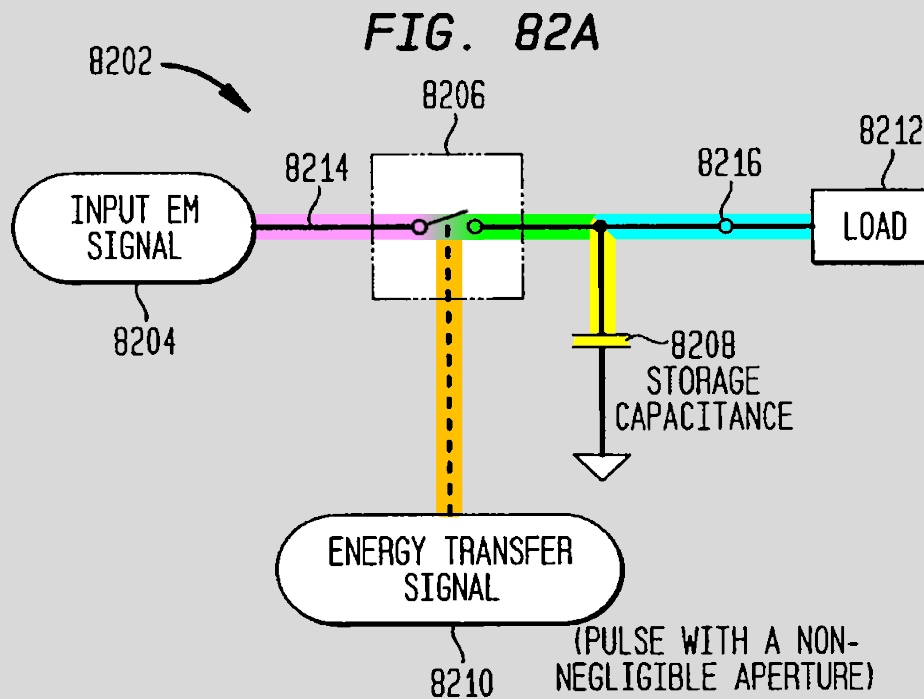 FIG. 82A
8202
8206
8212
8214
8216
INPUT EM
SIGNAL
LOAD
8204
8208
STORAGE
CAPACITANCE
ENERGY TRANSFER
SIGNAL
8210
(PULSE WITH A NON-
NEGLIGIBLE APERTURE)